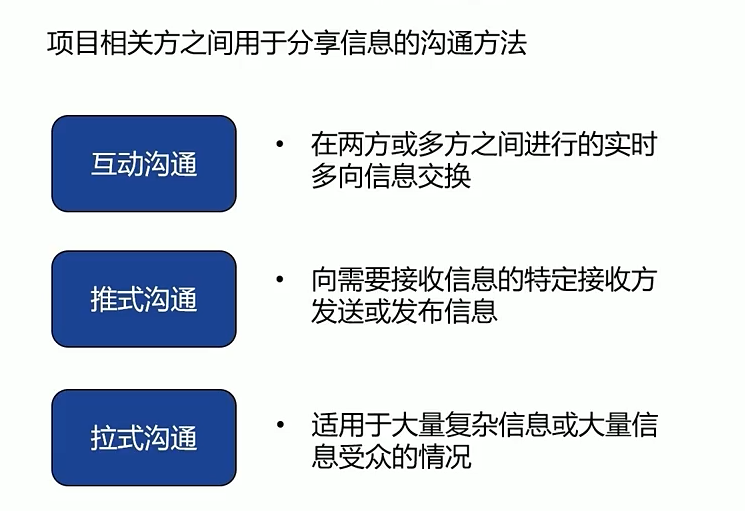 项目相关方之间用于分享信息的沟通方法
互动沟通
• 在两方或多方之间进行的实时
多向信息交换
推式沟通
• 向需要接收信息的特定接收方
发送或发布信息
拉式沟通
• 适用于大量复杂信息或大量信
息受众的情况